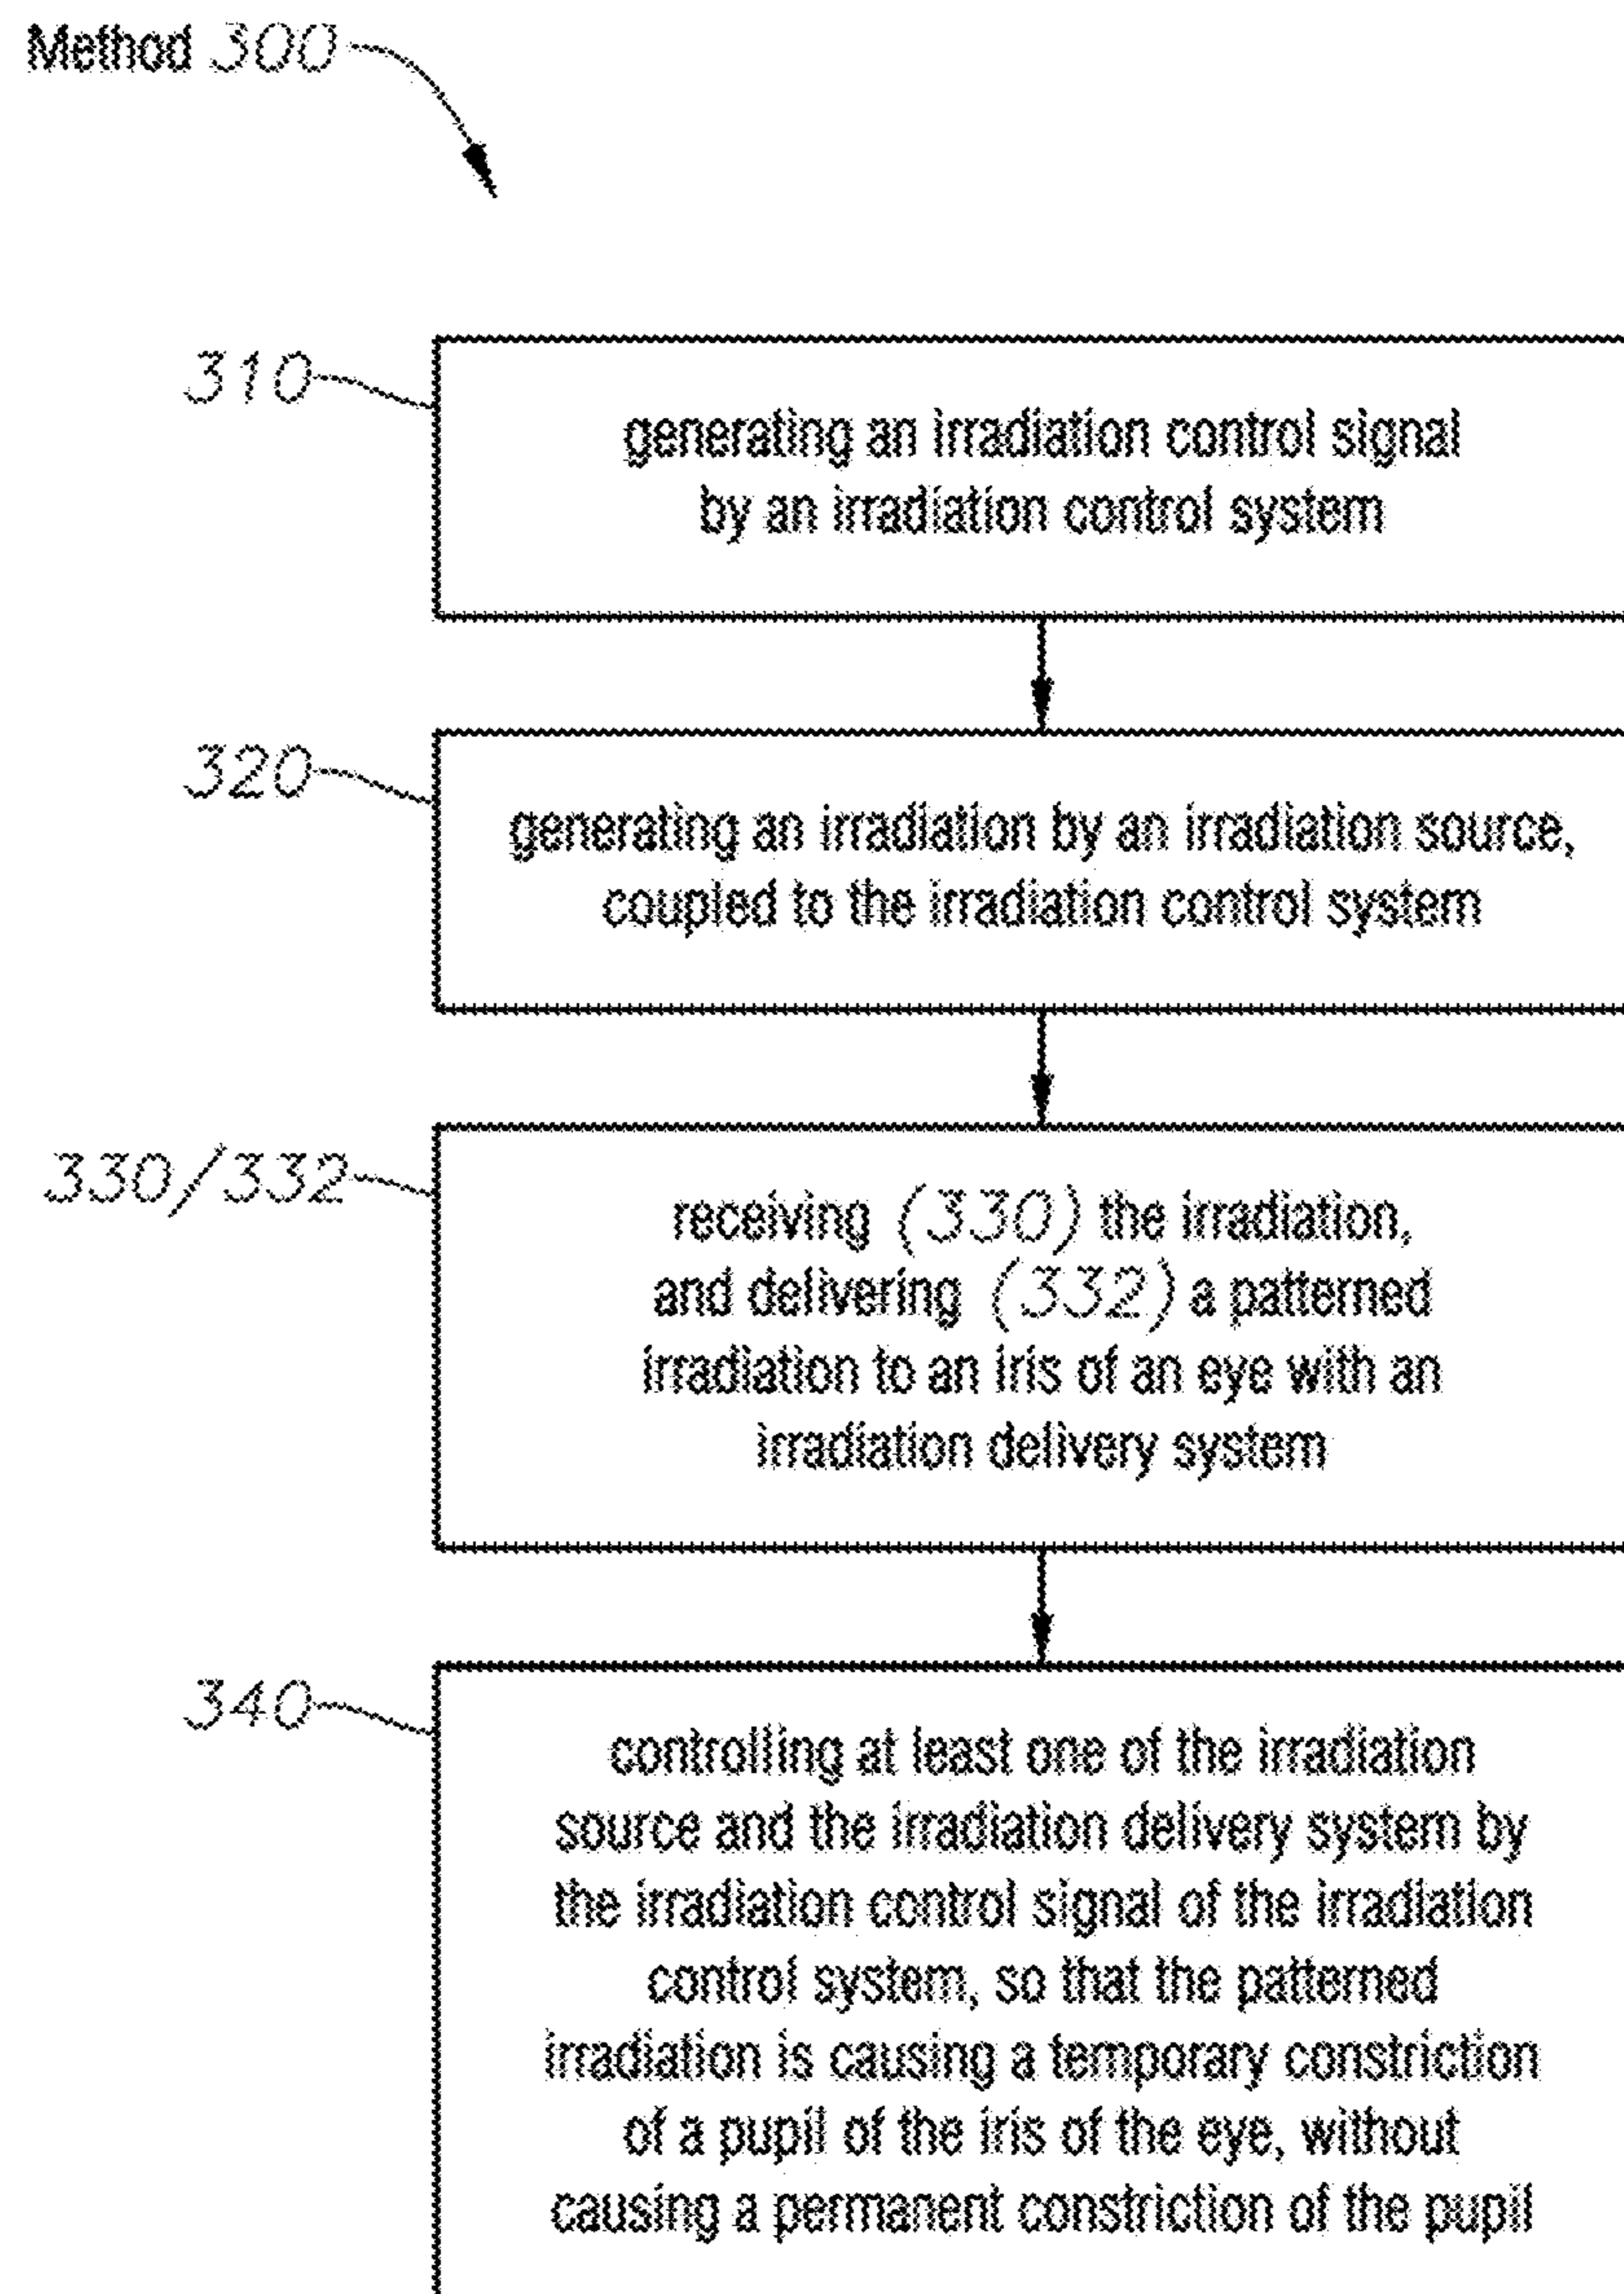 Method 300
310
generating an irradiation control signal
by an irradiation control system
320
generating an irradiation by an irradiation source,
coupled to the irradiation control system
330/332
receiving (330) the irradiation,
and delivering (332) a patterned
irradiation to an iris of an eye with an
irradiation delivery system
340
controlling at least one of the irradiation
source and the irradiation delivery system by
the irradiation control signal of the irradiation
control system, so that the patterned
irradiation is causing a temporary constriction
of a pupil of the iris of the eye, without
causing a permanent constriction of the pupil